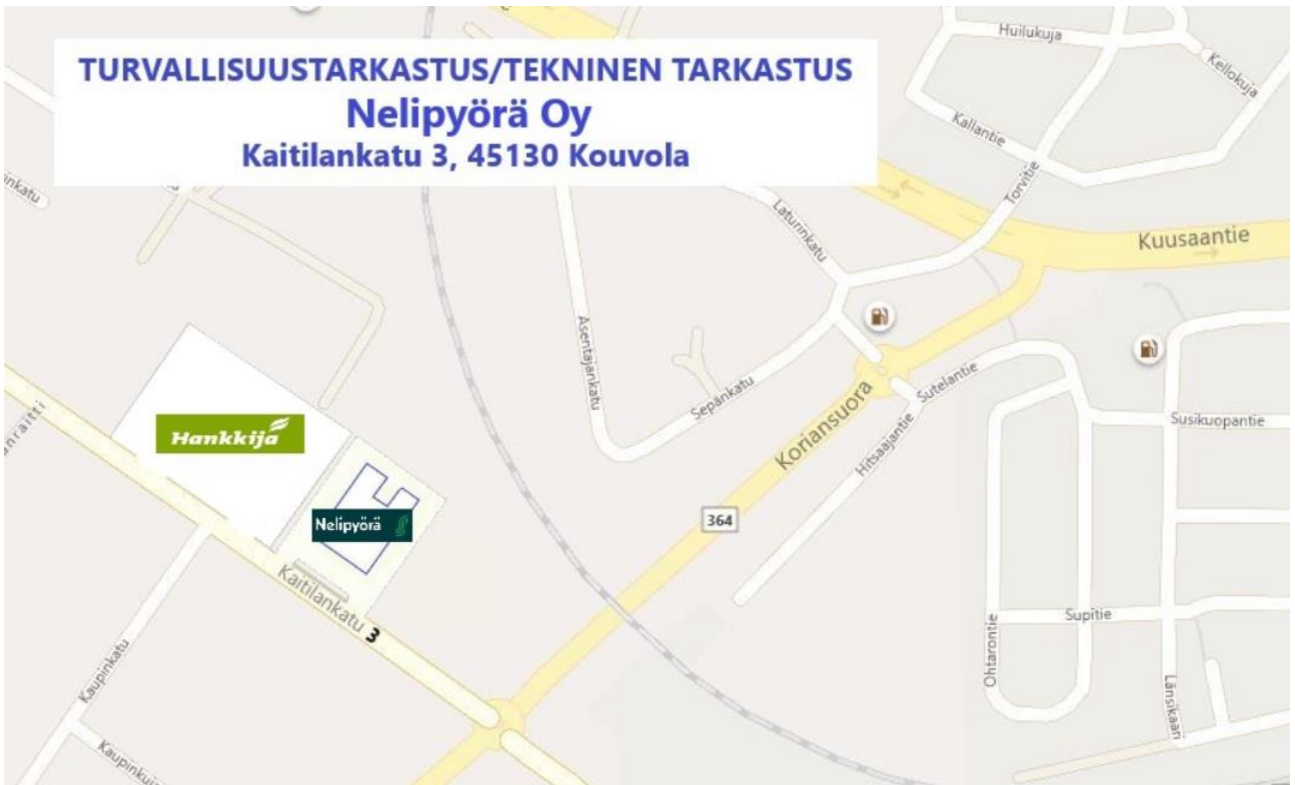 TURVALLISUUSTARKASTUS/TEKNINEN TARKASTUS
Nelipyörä Oy
Kaitilankatu 3, 45130 Kouvola
Huilukuja
Kellokuja
Kallantie
Torvitie
Laturinkatu
Kuusaantie
Asentajankatu
Sepänkatu
Koriansuora
Sutelantie
Hitsaajantie
Susikuopantie
Hankkija
Nelipyörä
364
Kaitilankatu
3
Ohtarontie
Supitie
Länsikaari
Kaupinkatu